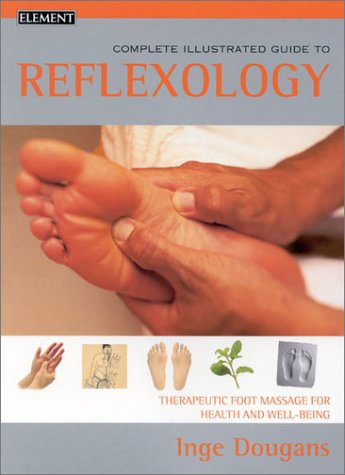 ELEMENT
COMPLETE ILLUSTRATED GUIDE TO
REFLEXOLOGY
THERAPEUTIC FOOT MASSAGE FOR
HEALTH AND WELL-BEING
Inge Dougans